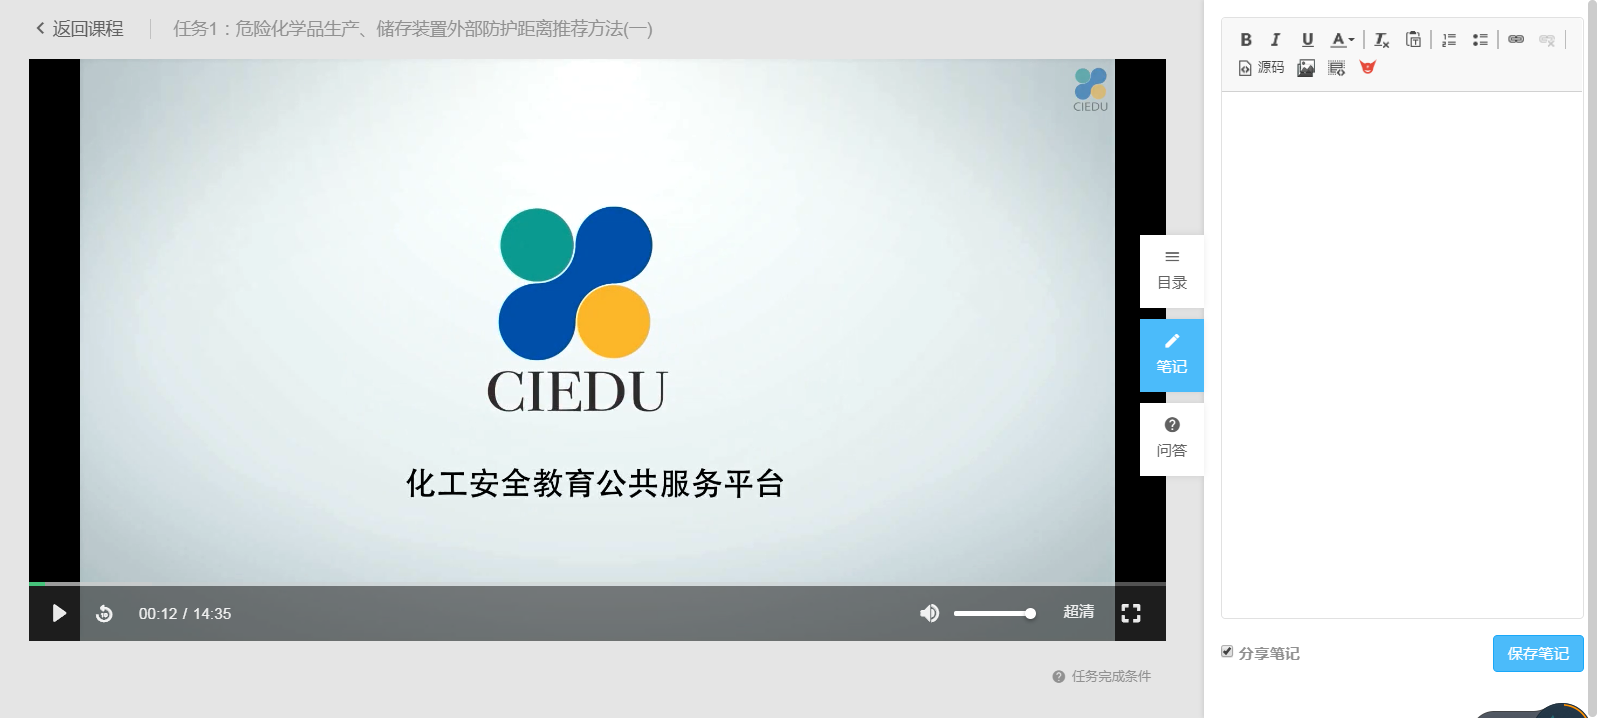 返回课程
任务1：危险化学品生产、储存装置外部防护距离推荐方法(一)
CIEDU
CIEDU
化工安全教育公共服务平台
00:12 / 14:35
超清
任务完成条件
目录
笔记
问答
B I U A
源码
分享笔记
保存笔记